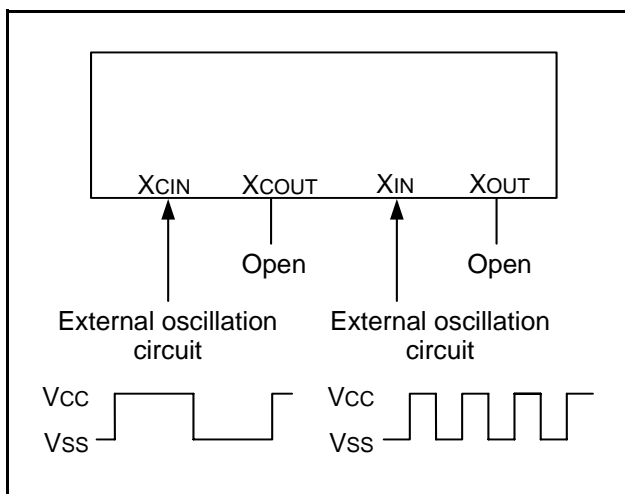 XCIN XCOUT XIN XOUT
Open Open
External oscillation circuit
External oscillation circuit
VCC VCC
VSS VSS